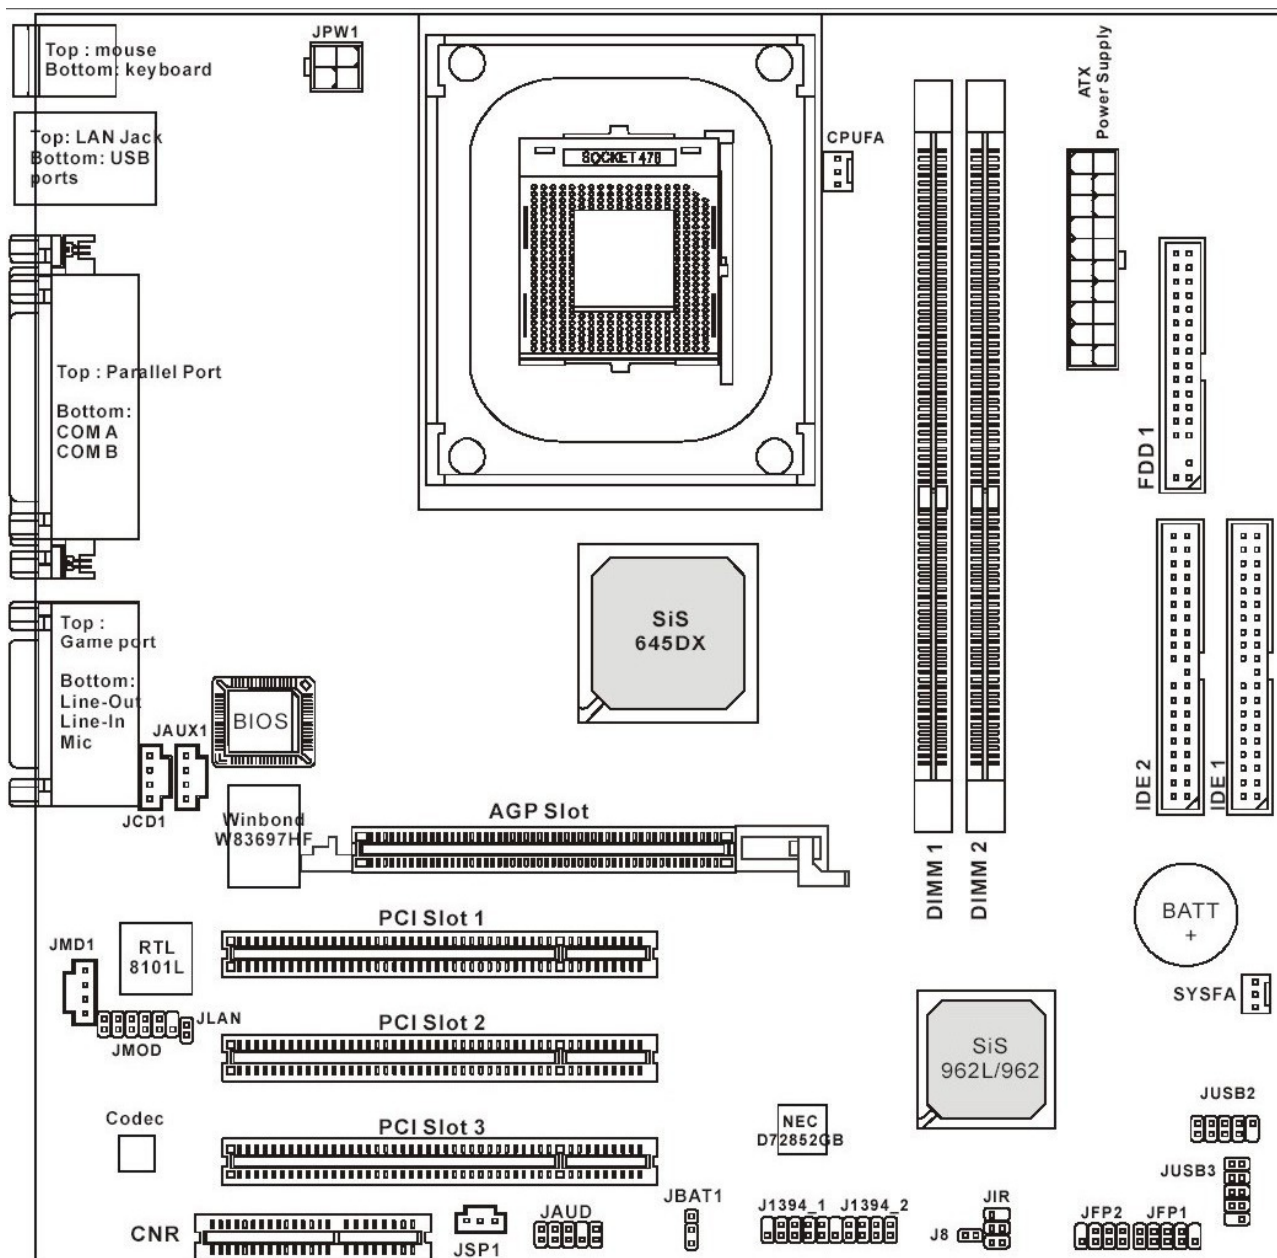 Top : mouse
Bottom: keyboard
JPW1
ATX
Power Supply
Top: LAN Jack
Bottom: USB
ports
CPUFA
SOCKET 478
Top : Parallel Port
Bottom:
COM A
COM B
FDD 1
SiS
645DX
Top :
Game port
Bottom:
Line-Out
Line-In
Mic
JAUX1
BIOS
JCD1
Winbond
W83697HF
AGP Slot
IDE 2
IDE 1
DIMM 1
DIMM 2
BATT
+
PCI Slot 1
JMD1
RTL
8101L
SYSFA
JLAN
JMOD
PCI Slot 2
SiS
962L/962
Codec
PCI Slot 3
NEC
D72852GB
JUSB2
JUSB3
CNR
JSP1
JAUD
JBAT1
J1394_1
J1394_2
J8
JIR
JFP2
JFP1